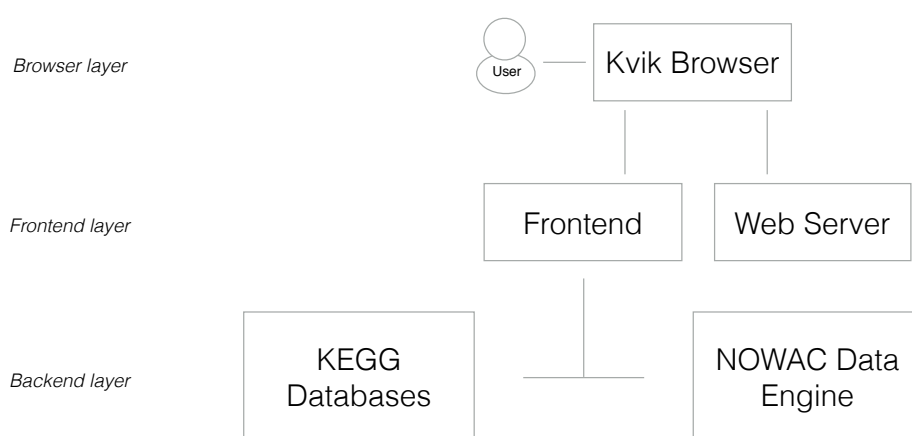 Browser layer
User
Kvik Browser
Frontend layer
Frontend
Web Server
Backend layer
KEGG
Databases
NOWAC Data
Engine